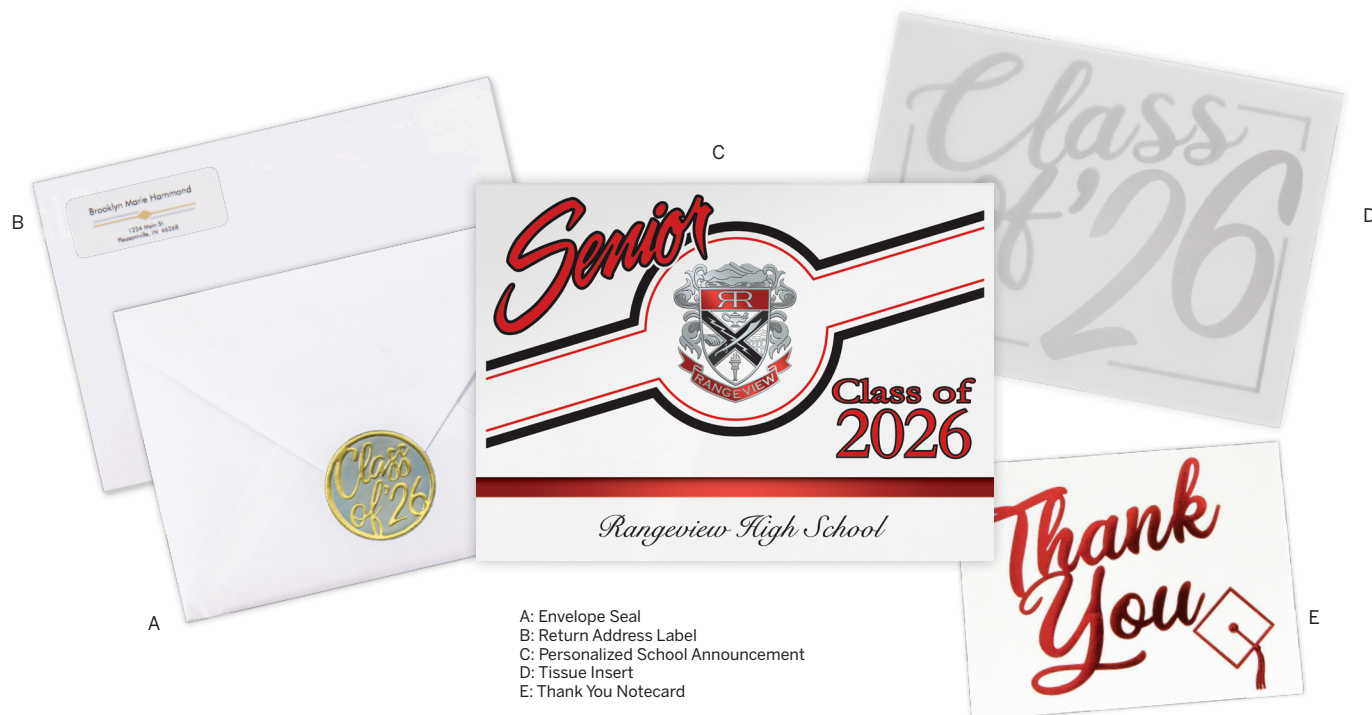 C
B
Brooklyn Marie Hammond
1234 Main St.
Pleasantville, IN 46268
Class
of '26
A
Senior
RR
RANGEVIEW
Class of
2026
Rangeview High School
Class
of '26
D
Thank
You
E
A: Envelope Seal
B: Return Address Label
C: Personalized School Announcement
D: Tissue Insert
E: Thank You Notecard